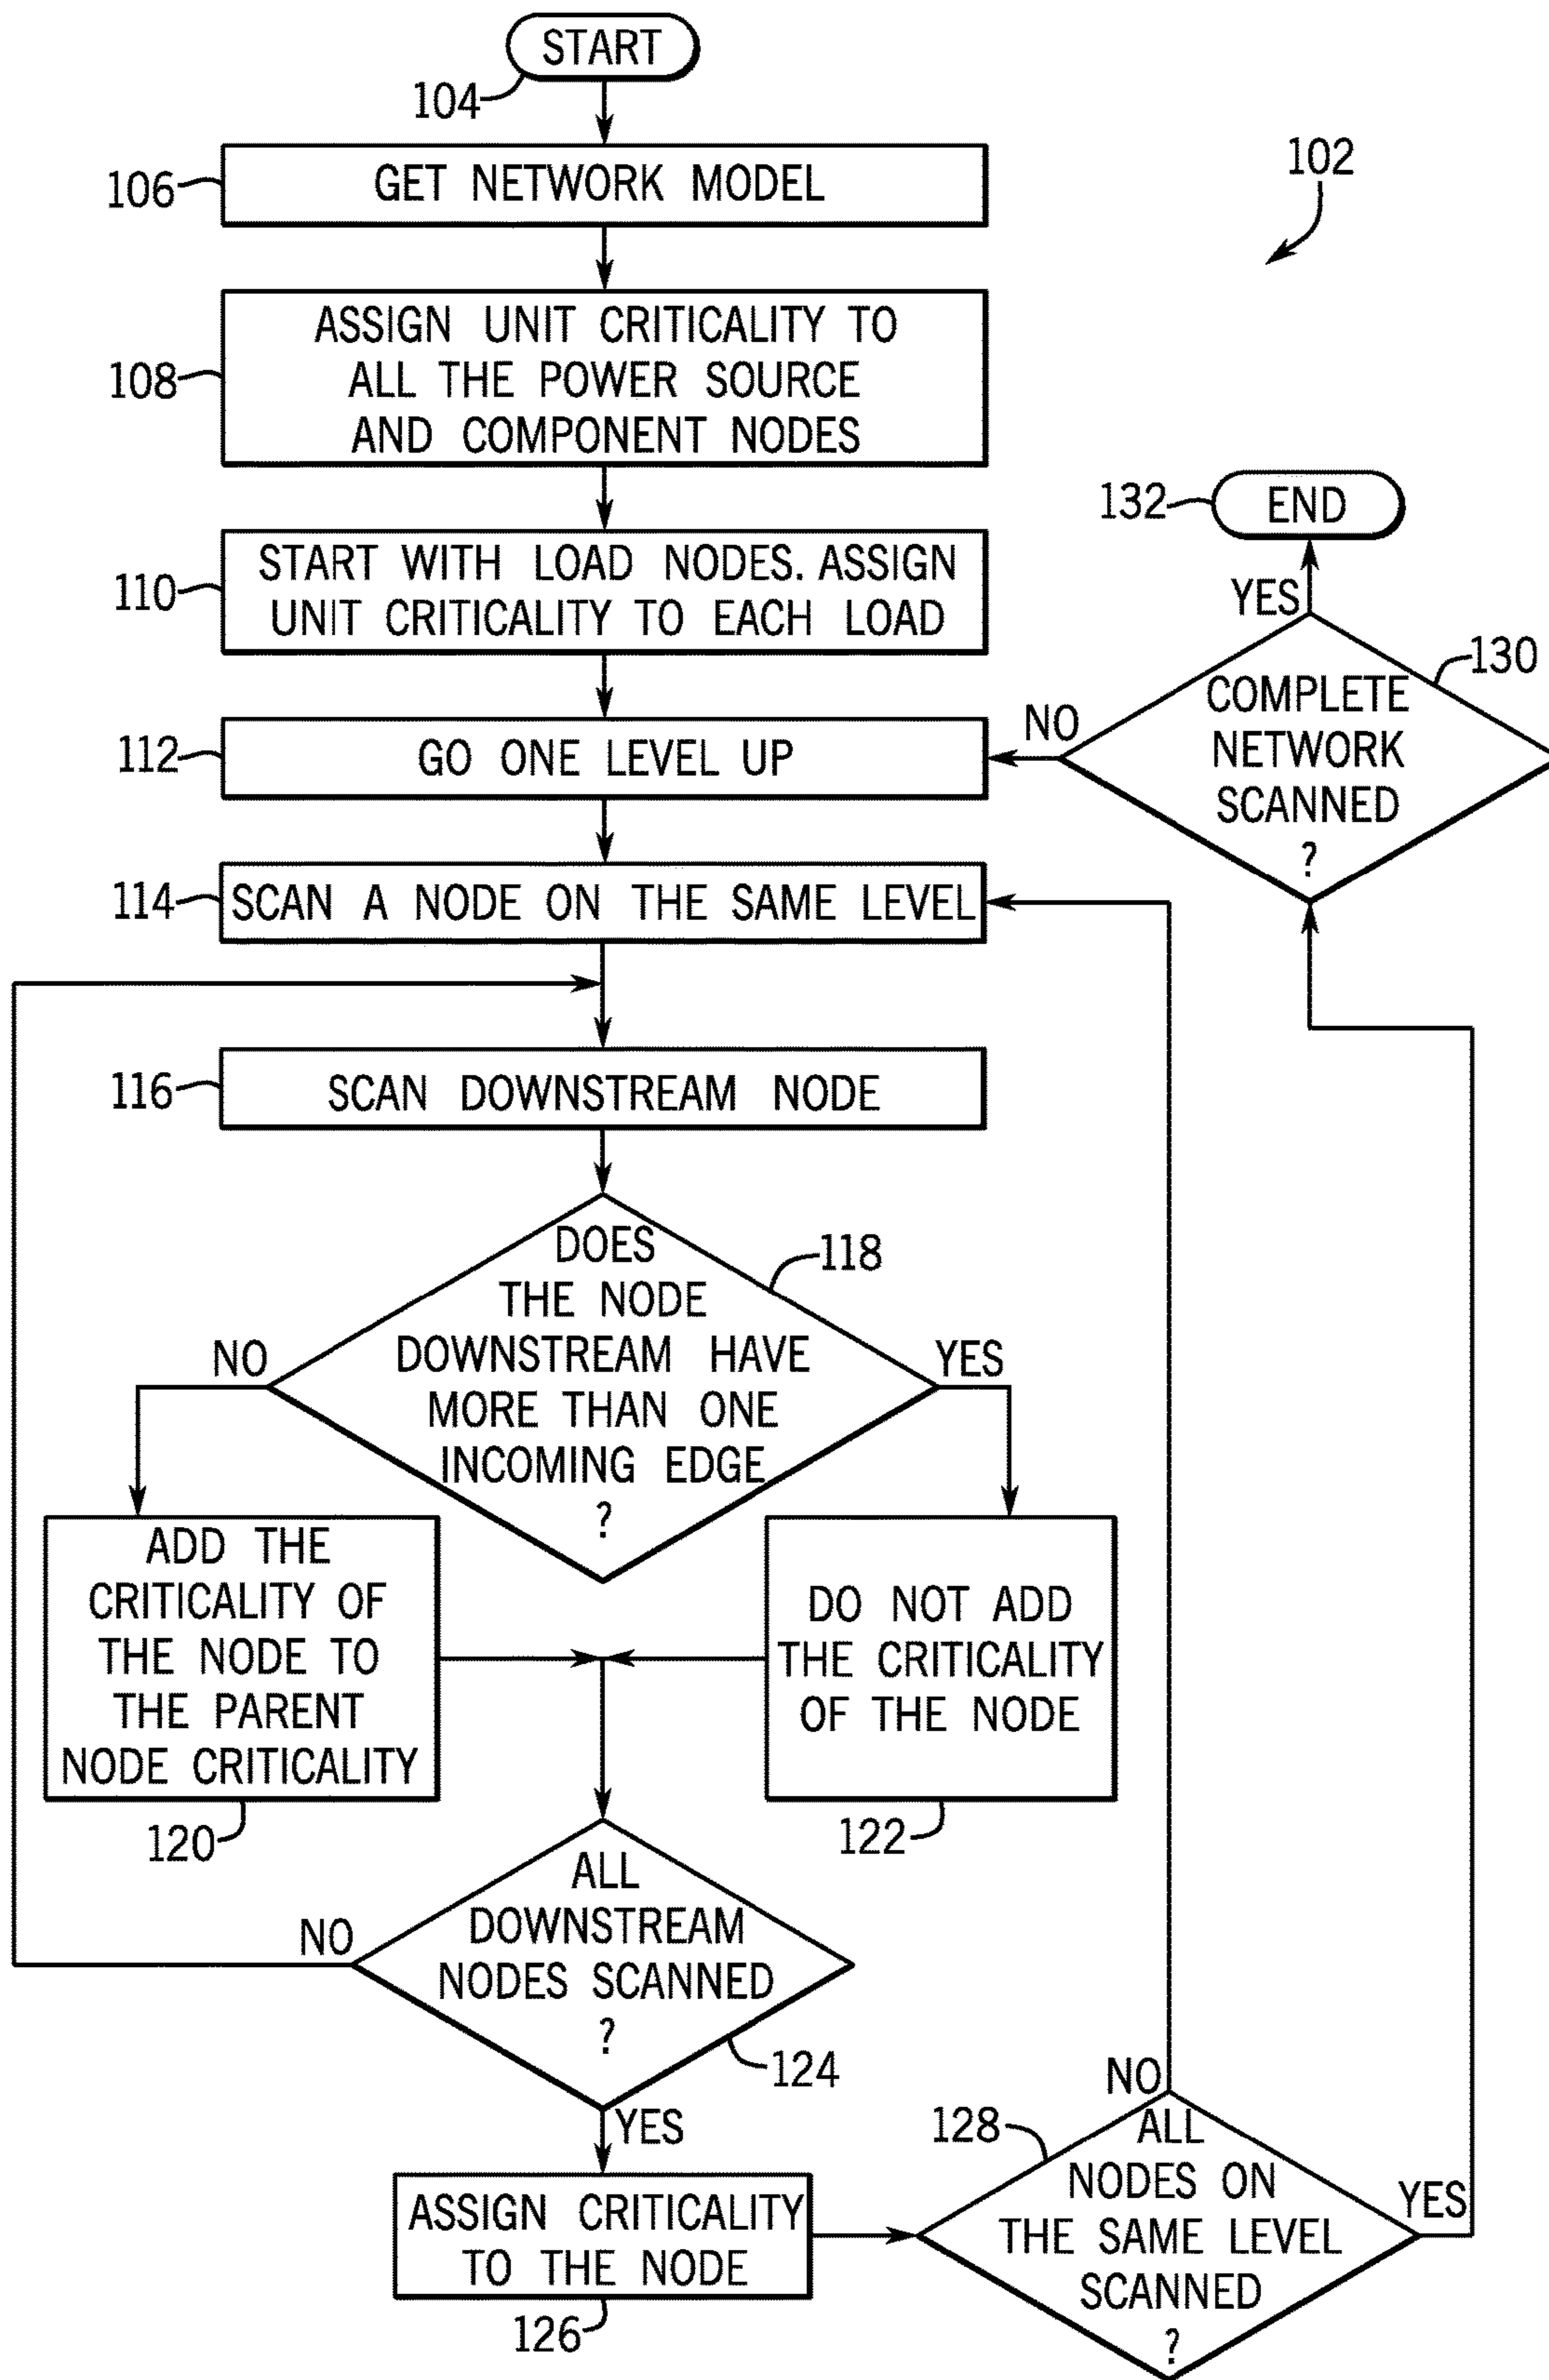 START
104
106
GET NETWORK MODEL
102
108
ASSIGN UNIT CRITICALITY TO
ALL THE POWER SOURCE
AND COMPONENT NODES
132
END
110
START WITH LOAD NODES. ASSIGN
UNIT CRITICALITY TO EACH LOAD
YES
130
COMPLETE
NETWORK
SCANNED
?
NO
112
GO ONE LEVEL UP
114
SCAN A NODE ON THE SAME LEVEL
116
SCAN DOWNSTREAM NODE
118
DOES
THE NODE
DOWNSTREAM HAVE
MORE THAN ONE
INCOMING EDGE
?
NO
YES
ADD THE
CRITICALITY OF
THE NODE TO
THE PARENT
NODE CRITICALITY
120
DO NOT ADD
THE CRITICALITY
OF THE NODE
122
ALL
DOWNSTREAM
NODES SCANNED
?
NO
124
YES
ASSIGN CRITICALITY
TO THE NODE
126
NO
128
ALL
NODES ON
THE SAME LEVEL
SCANNED
?
YES